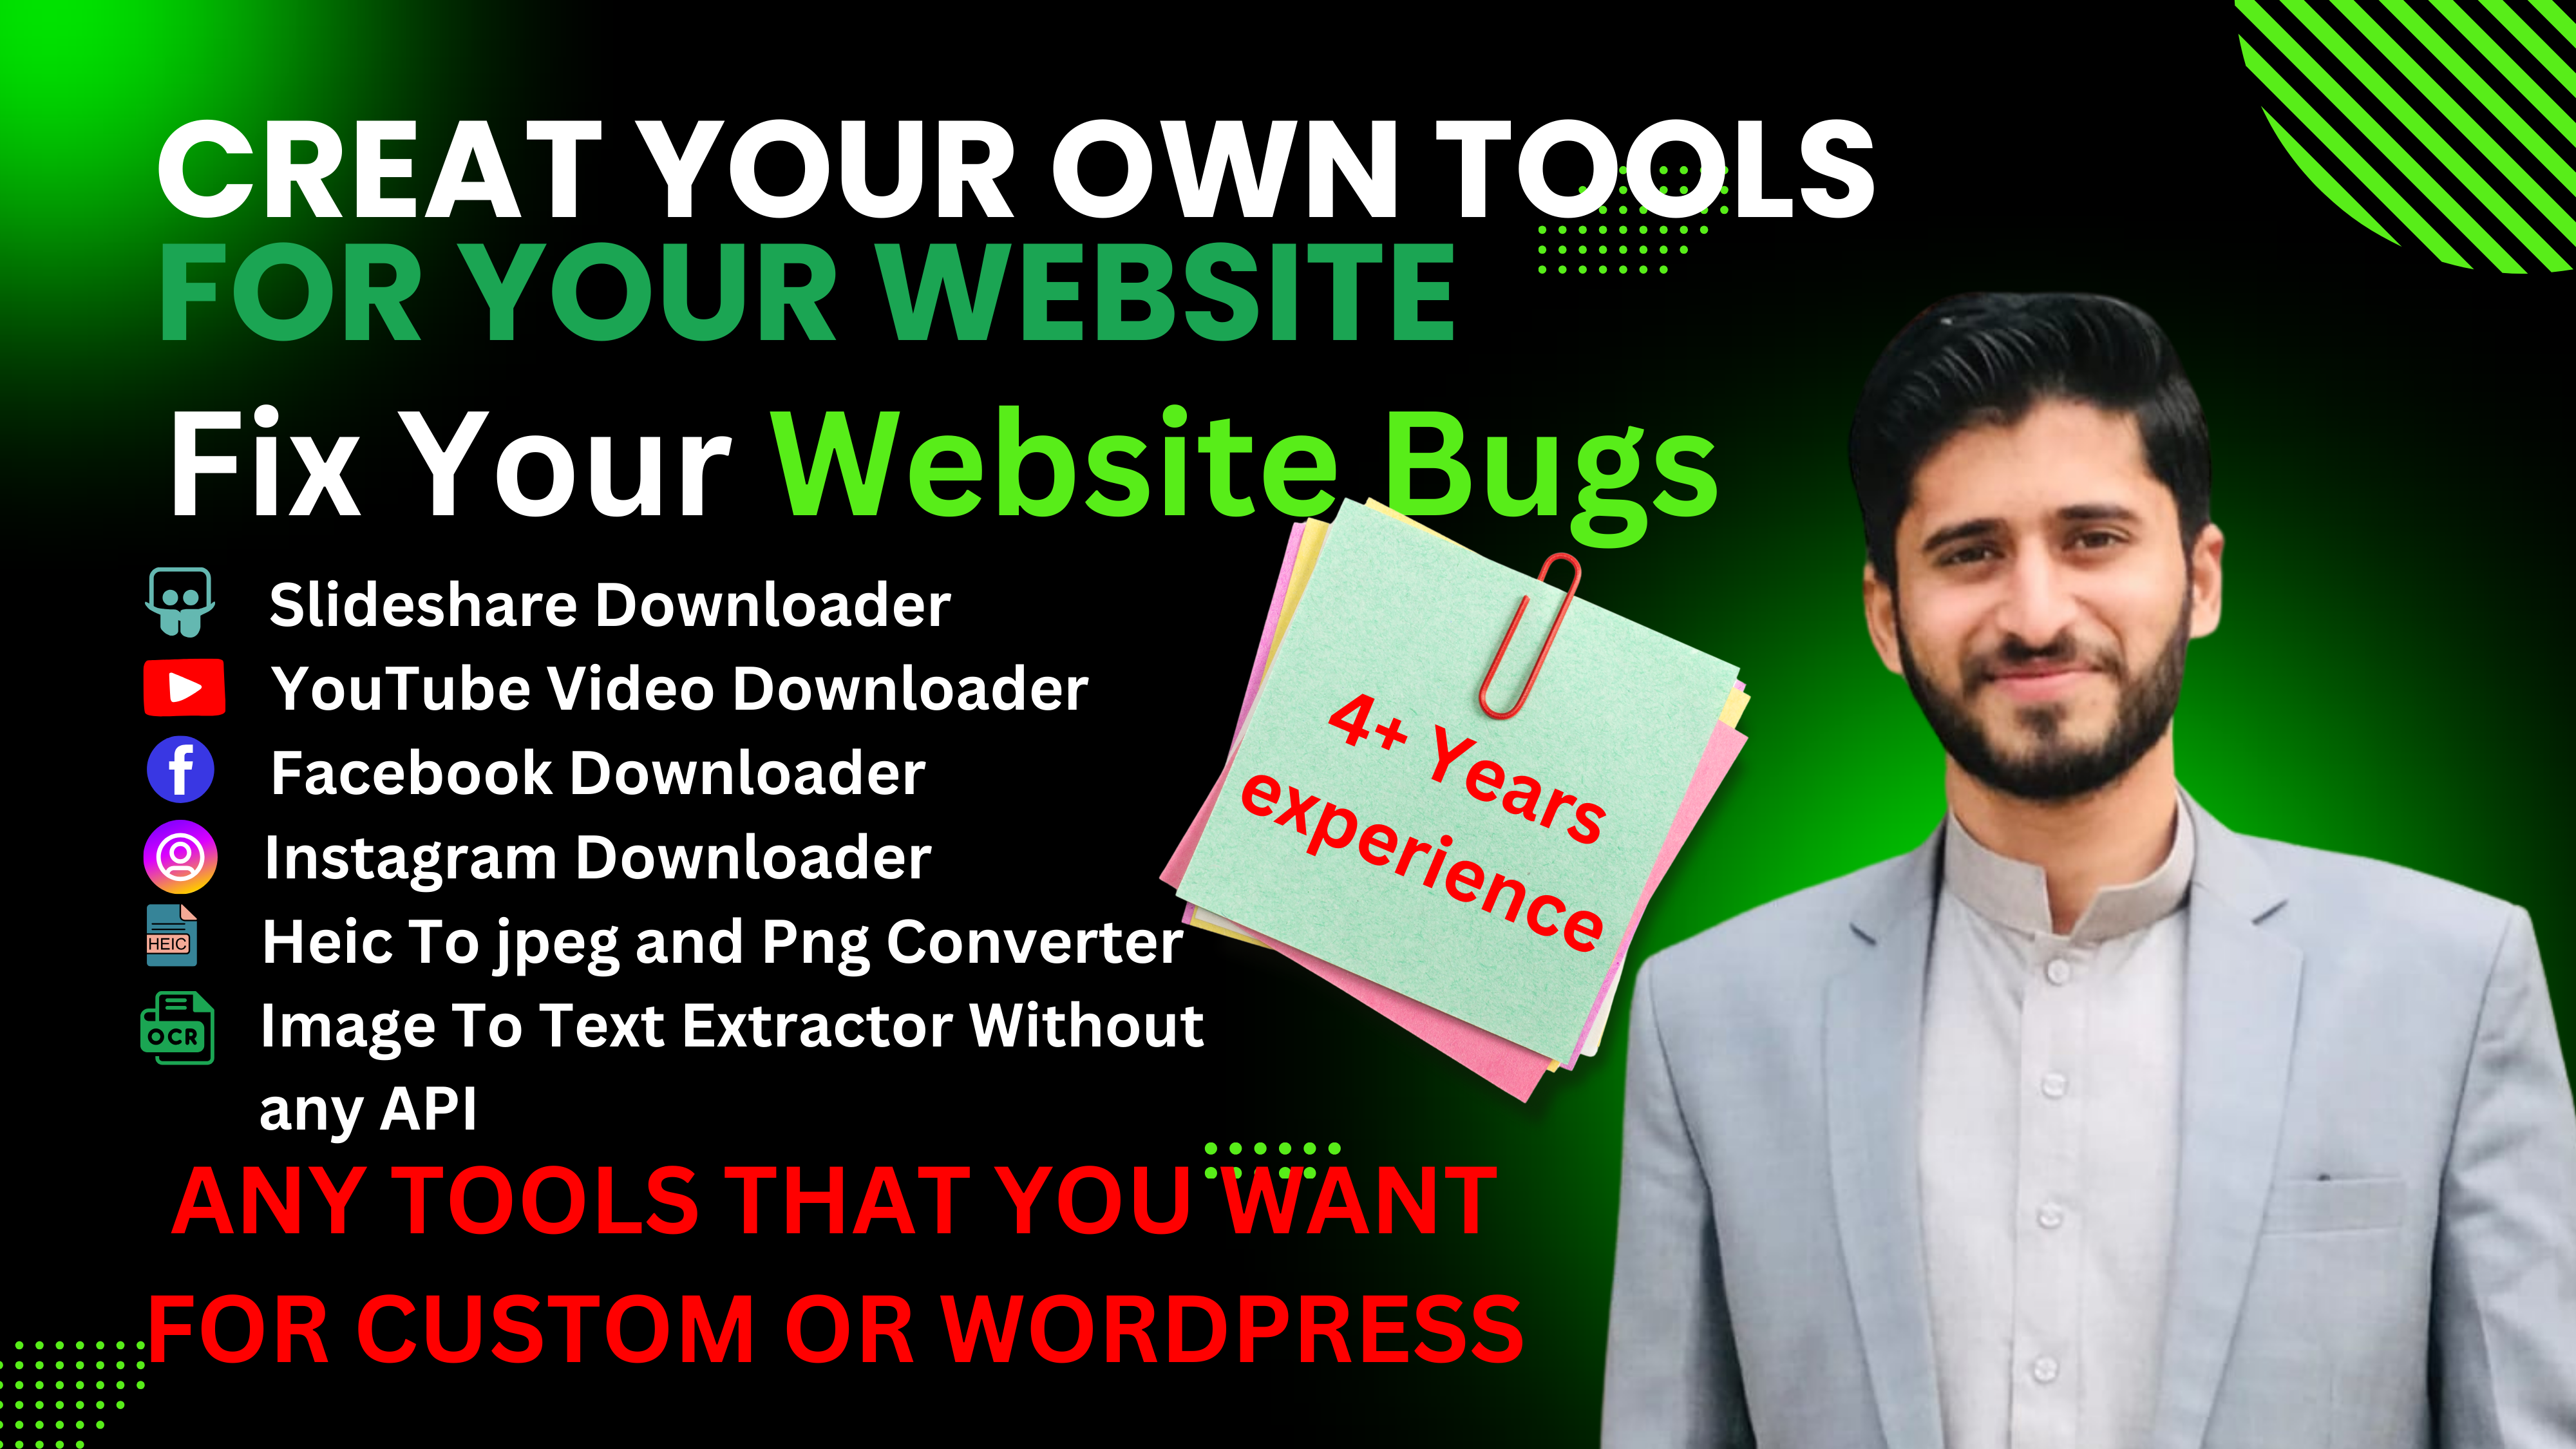 CREAT YOUR OWN TOOLS
FOR YOUR WEBSITE
Fix Your Website Bugs
Slideshare Downloader
YouTube Video Downloader
f Facebook Downloader
Instagram Downloader
HEIC Heic To jpeg and Png Converter
OCR Image To Text Extractor Without
any API
4+ Years
experience
ANY TOOLS THAT YOU WANT
FOR CUSTOM OR WORDPRESS